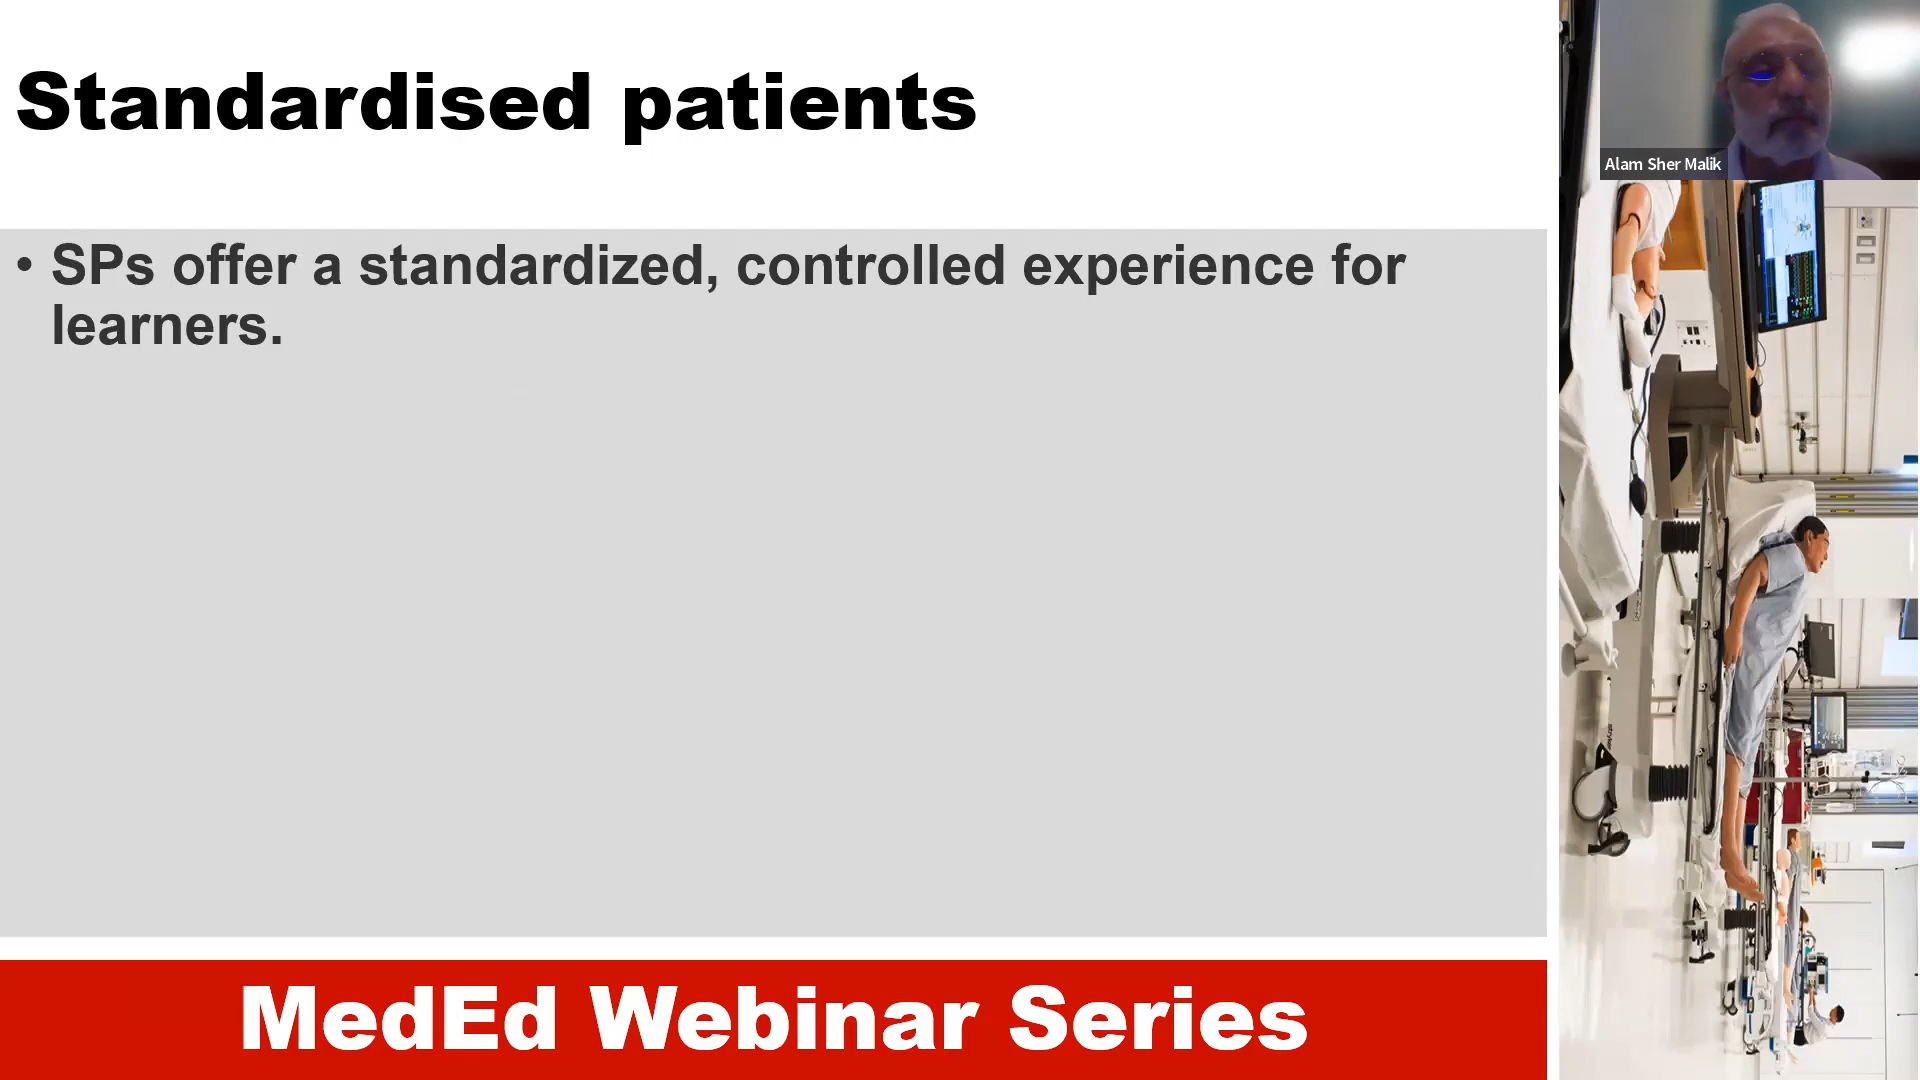 Standardised patients
Alam Sher Malik
• SPs offer a standardized, controlled experience for
learners.
MedEd Webinar Series